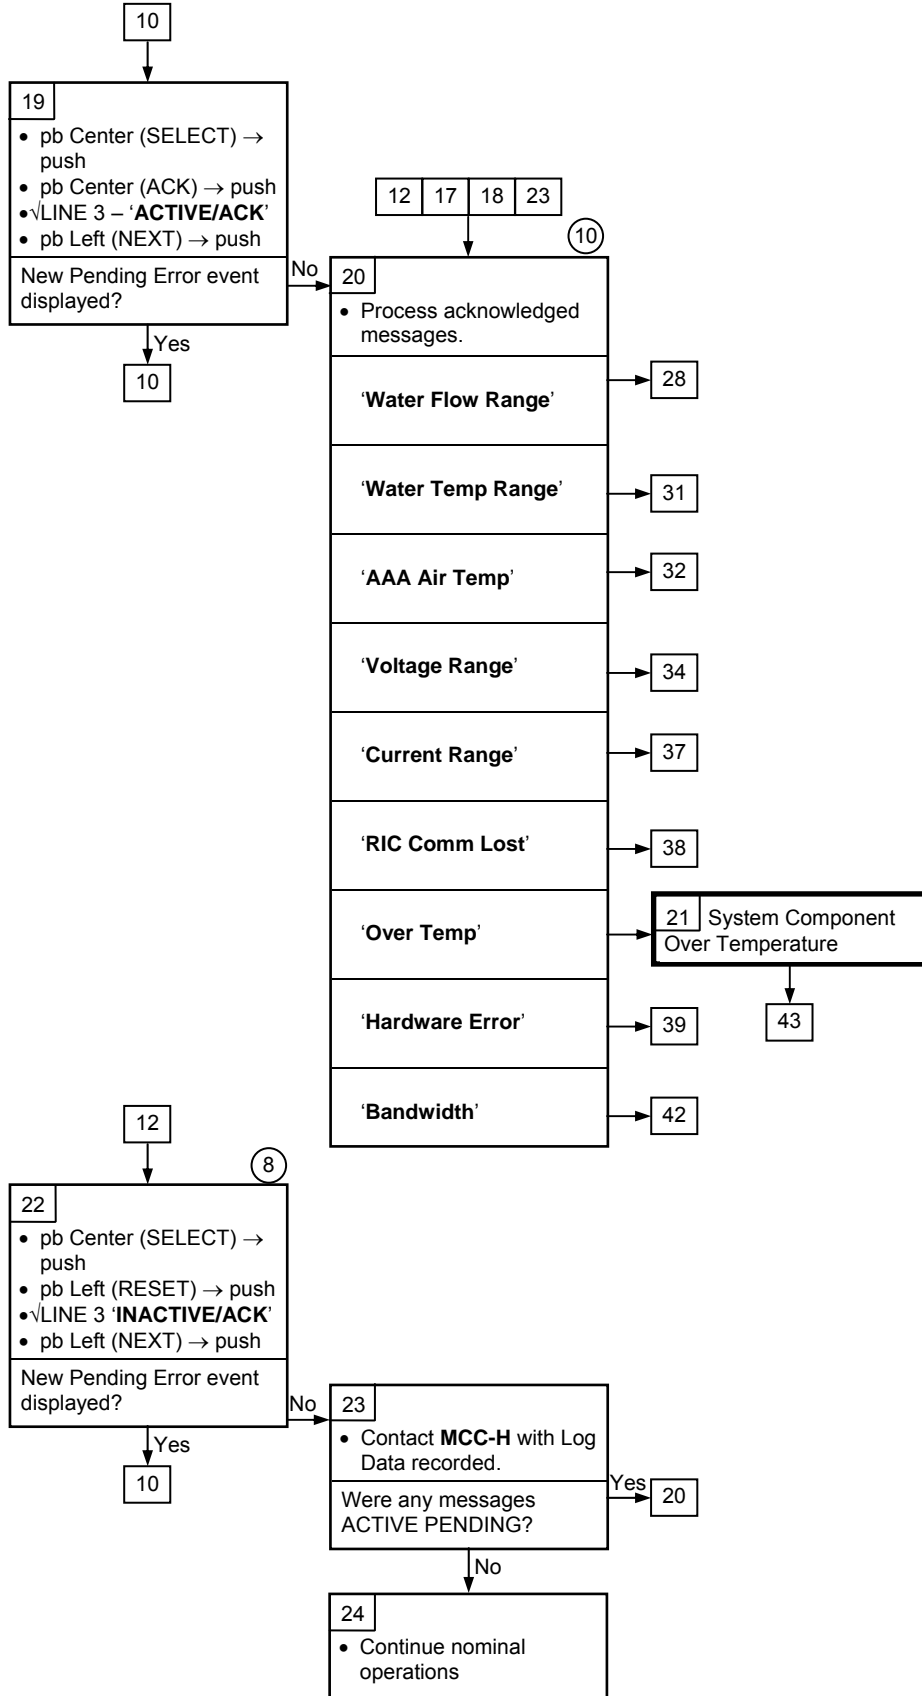 10
19
• pb Center (SELECT) →
push
• pb Center (ACK) → push
•√LINE 3 – ‘ACTIVE/ACK’
• pb Left (NEXT) → push
New Pending Error event
displayed?
No
Yes
10
12 17 18 23
10
20
• Process acknowledged
messages.
‘Water Flow Range’
28
‘Water Temp Range’
31
‘AAA Air Temp’
32
‘Voltage Range’
34
‘Current Range’
37
‘RIC Comm Lost’
38
‘Over Temp’
21 System Component
Over Temperature
43
‘Hardware Error’
39
‘Bandwidth’
42
12
8
22
• pb Center (SELECT) →
push
• pb Left (RESET) → push
•√LINE 3 ‘INACTIVE/ACK’
• pb Left (NEXT) → push
New Pending Error event
displayed?
No
Yes
10
23
• Contact MCC-H with Log
Data recorded.
Were any messages
ACTIVE PENDING?
Yes
20
No
24
• Continue nominal
operations